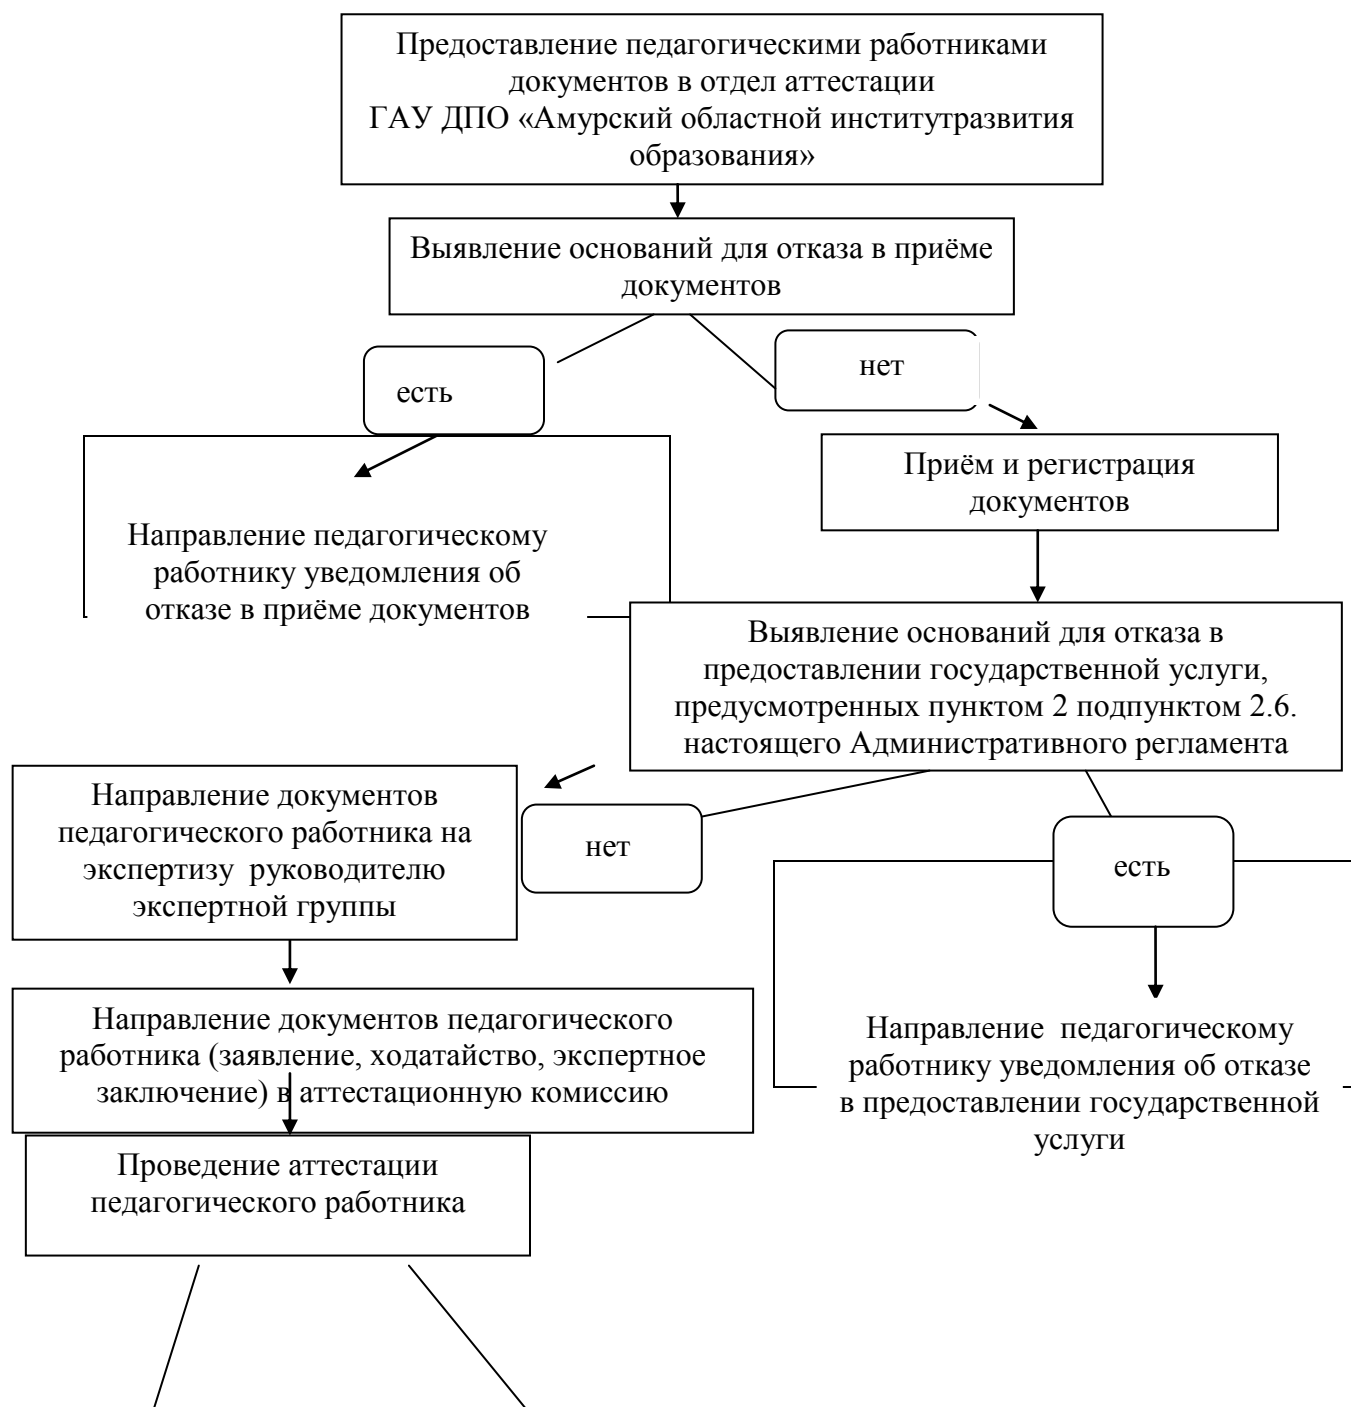 Предоставление педагогическими работниками
документов в отдел аттестации
ГАУ ДПО «Амурский областной институтразвития
образования»
Выявление оснований для отказа в приёме
документов
есть
нет
Приём и регистрация
документов
Направление педагогическому
работнику уведомления об
отказе в приёме документов
Выявление оснований для отказа в
предоставлении государственной услуги,
предусмотренных пунктом 2 подпунктом 2.6.
настоящего Административного регламента
Направление документов
педагогического работника на
экспертизу руководителю
экспертной группы
нет
есть
Направление документов педагогического
работника (заявление, ходатайство, экспертное
заключение) в аттестационную комиссию
Направление педагогическому
работнику уведомления об отказе
в предоставлении государственной
услуги
Проведение аттестации
педагогического работника